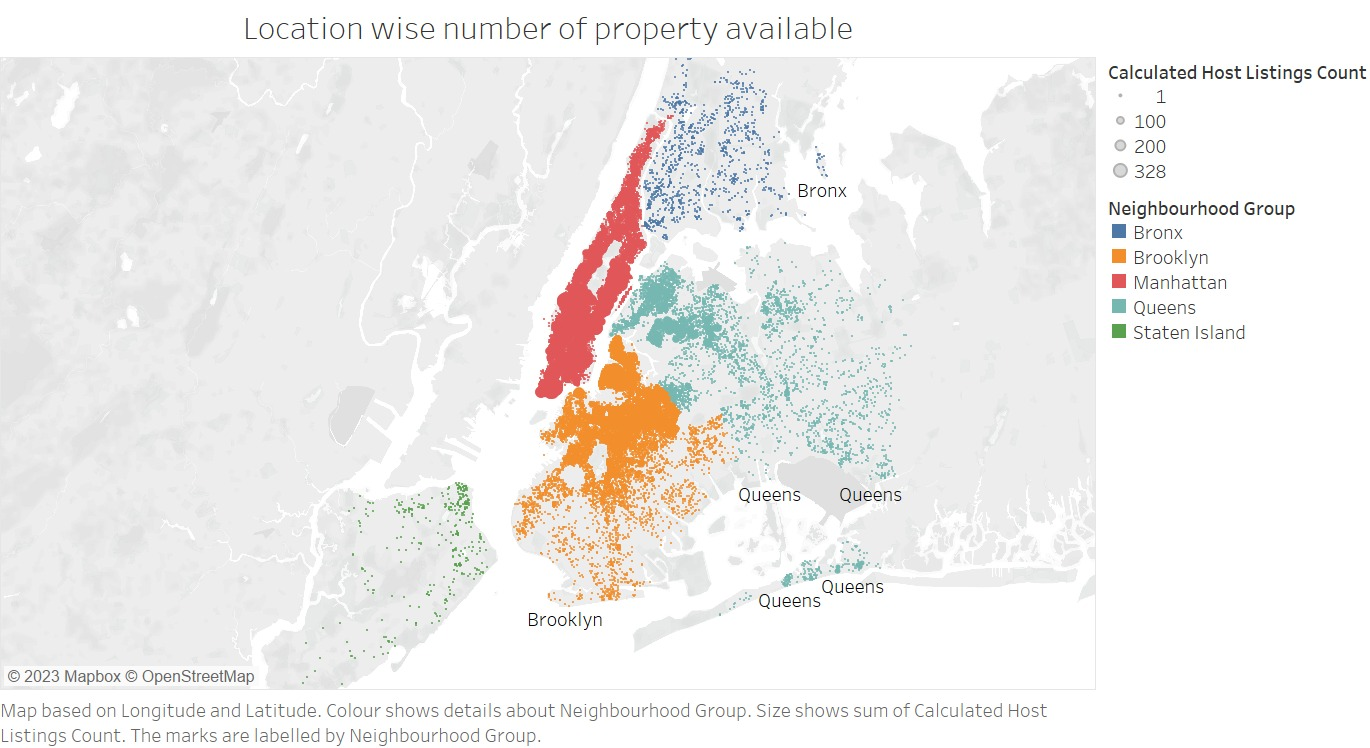 Location wise number of property available
Calculated Host Listings Count
1
100
200
328
Neighbourhood Group
Bronx
Brooklyn
Manhattan
Queens
Staten Island
Bronx
Queens
Queens
Queens
Queens
Brooklyn
© 2023 Mapbox © OpenStreetMap
Map based on Longitude and Latitude. Colour shows details about Neighbourhood Group. Size shows sum of Calculated Host
Listings Count. The marks are labelled by Neighbourhood Group.